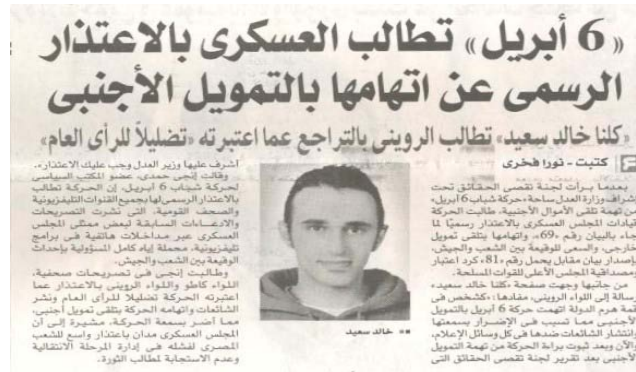 «6 أبريل» تطالب العسكرى بالاعتذار
الرسمى عن اتهامها بالتمويل الأجنبى
«كلنا خالد سعيد» تطالب الروينى بالتراجع عما اعتبرته «تضليلاً للرأى العام»
كتبت - نورا فخرى
بعدما برأت لجنة تقصى الحقائق تحت
إشراف وزارة العدل ساحة «حركة شباب 6 أبريل»
من تهمة تلقى الأموال الأجنبية، طالبت الحركة
قيادات المجلس العسكرى بالاعتذار رسمياً لما
جاء بالبيان رقم «69»، واتهامها بتلقى تمويل
خارجى، والسعى للوقيعة بين الشعب والجيش،
بإصدار بيان مقابل يحمل رقم «81»، كرد اعتبار
لمصداقية المجلس الأعلى للقوات المسلحة.
من جانبها وجهت صفحة «كلنا خالد سعيد»
رسالة إلى اللواء الروينى، مفادها: «كشخص فى
قمة هرم الدولة اتهمت حركة 6 أبريل بالتمويل
الأجنبى مما تسبب فى الإضرار بسمعتها
وانتشار الشائعات ضدها فى كل وسائل الإعلام،
والآن وبعد ثبوت براءة الحركة من تهمة التمويل
الأجنبى بعد تقرير لجنة تقصى الحقائق التى
خالد سعيد
أشرف عليها وزير العدل وجب عليك الاعتذار».
وقالت إنجى حمدى، عضو المكتب السياسى
لحركة شباب 6 أبريل، إن الحركة تطالب
بالاعتذار الرسمى لها بجميع القنوات التليفزيونية
والصحف القومية، التى نشرت التصريحات
والادعاءات السابقة لبعض ممثلى المجلس
العسكرى عبر مداخلات هاتفية فى برامج
تليفزيونية، محملة إياه كامل المسؤولية بإحداث
الوقيعة بين الشعب والجيش.
وطالبت إنجى فى تصريحات صحفية،
اللواء كاطو واللواء الروينى بالاعتذار عما
اعتبرته الحركة تضليلا للرأى العام ونشر
الشائعات واتهامه الحركة بتلقى تمويل أجنبى،
مما أضر بسمعة الحركة، مشيرة إلى أن
المجلس العسكرى مدان باعتذار واسع للشعب
المصرى لفشله فى إدارة المرحلة الانتقالية
وعدم الاستجابة لمطالب الثورة.